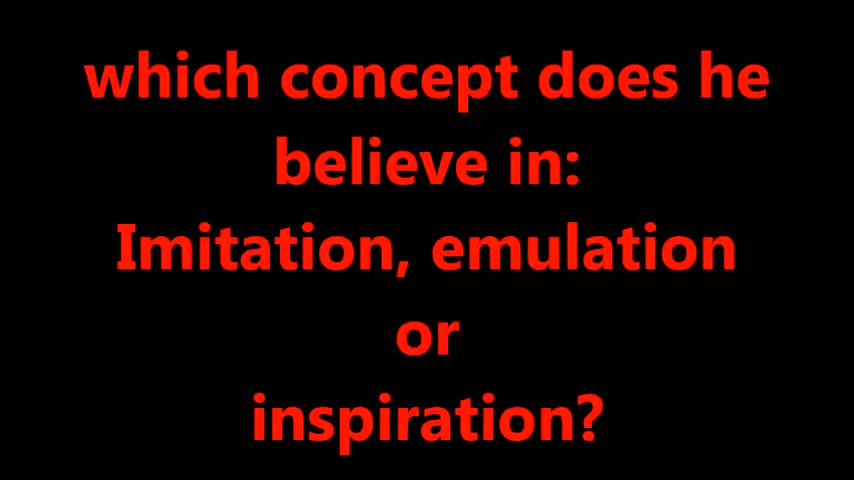 which concept does he
believe in:
Imitation, emulation
or
inspiration?